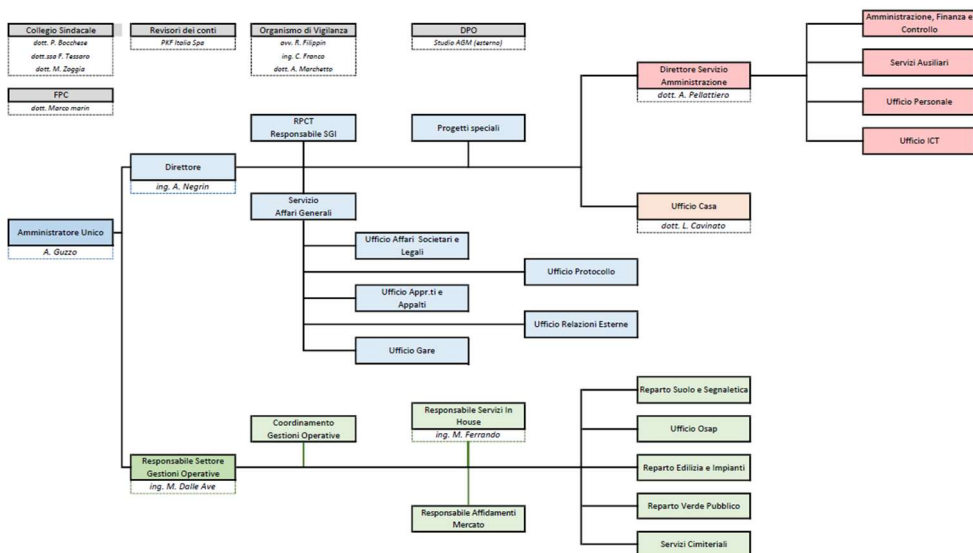 Collegio Sindacale
dott. P. Bocchese
dott.ssa F. Tessaro
dott. M. Zoggia
Revisori dei conti
PKF Italia Spa
Organismo di Vigilanza
avv. R. Filippin
ing. C. Franco
dott. A. Marchetto
DPO
Studio AGM (esterno)
FPC
dott. Marco marin
Amministrazione, Finanza e
Controllo
Servizi Ausiliari
Ufficio Personale
Ufficio ICT
Direttore Servizio
Amministrazione
dott. A. Pellattiero
RPCT
Responsabile SGI
Progetti speciali
Direttore
ing. A. Negrin
Servizio
Affari Generali
Ufficio Casa
dott. L. Cavinato
Amministratore Unico
A. Guzzo
Ufficio Affari Societari e
Legali
Ufficio Protocollo
Ufficio Appr.ti e
Appalti
Ufficio Relazioni Esterne
Ufficio Gare
Coordinamento
Gestioni Operative
Responsabile Servizi In
House
ing. M. Ferrando
Responsabile Settore
Gestioni Operative
ing. M. Dalle Ave
Responsabile Affidamenti
Mercato
Reparto Suolo e Segnaletica
Ufficio Osap
Reparto Edilizia e Impianti
Reparto Verde Pubblico
Servizi Cimiteriali